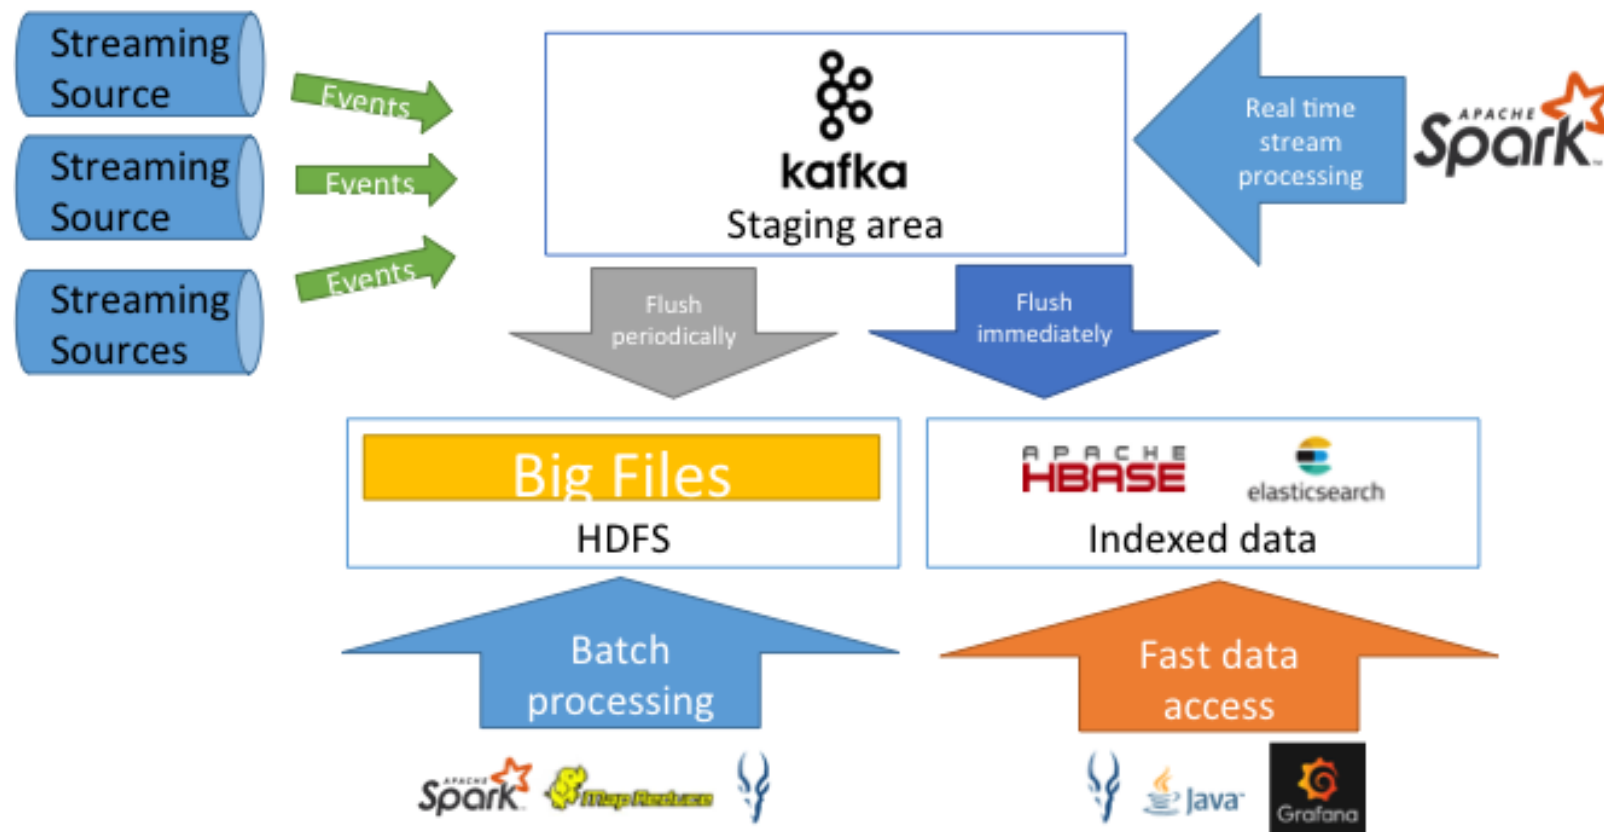 Streaming
Source
Streaming
Source
Streaming
Sources
Events
Events
Events
kafka
Staging area
Real time
stream
processing
APACHE
Spark
Flush
periodically
Flush
immediately
Big Files
HDFS
APACHE
HBASE
elasticsearch
Indexed data
Batch
processing
Fast data
access
APACHE
Spark
Map Reduce
Java
Grafana